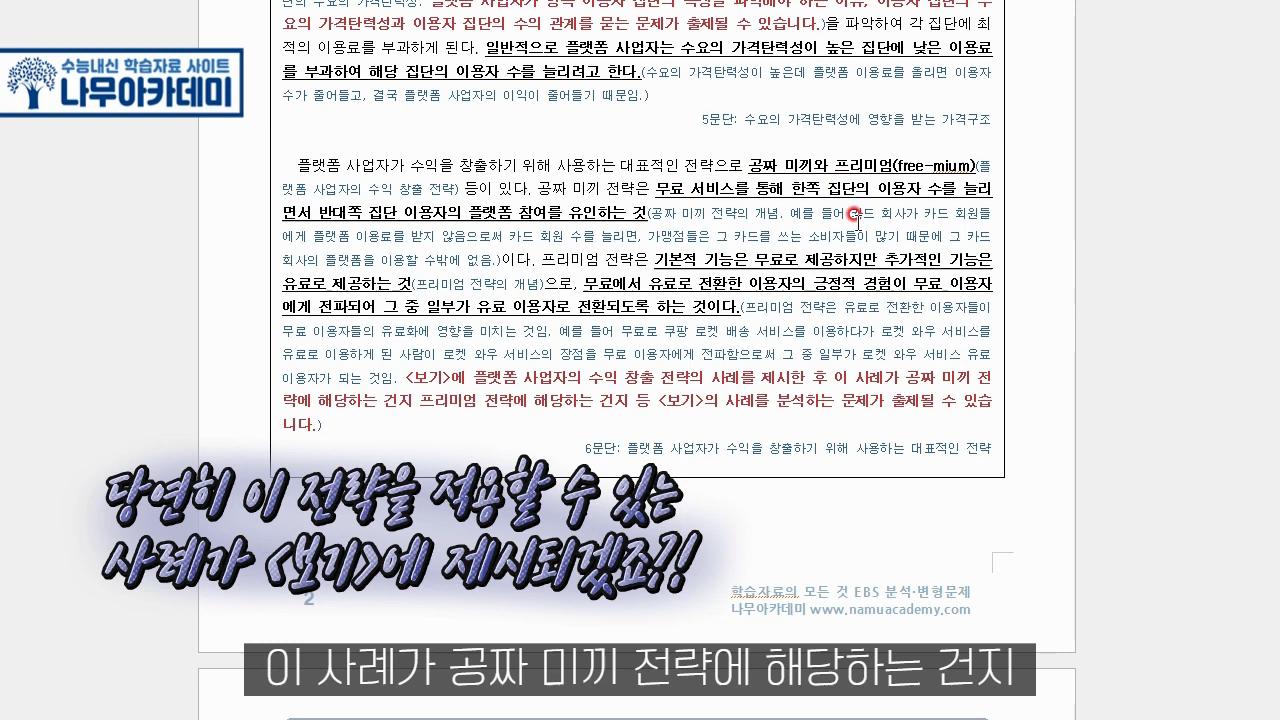 단의 수요의 가격탄력성. 플랫폼 사업자가 양쪽 이용자 집단의 특성을 파악해야 하는 이유, 이용자 수
요의 가격탄력성과 이용자 집단의 수의 관계를 묻는 문제가 출제될 수 있습니다.)을 파악하여 각 집단에 최
적의 이용료를 부과하게 된다. 일반적으로 플랫폼 사업자는 수요의 가격탄력성이 높은 집단에 낮은 이용료
를 부과하여 해당 집단의 이용자 수를 늘리려고 한다.(수요의 가격탄력성이 높은데 플랫폼 이용료를 올리면 이용자
수가 줄어들고, 결국 플랫폼 사업자의 이익이 줄어들기 때문임.)
수능내신 학습자료 사이트
나무아카데미
5문단: 수요의 가격탄력성에 영향을 받는 가격구조
플랫폼 사업자가 수익을 창출하기 위해 사용하는 대표적인 전략으로 공짜 미끼와 프리미엄(free-mium)(플
랫폼 사업자의 수익 창출 전략) 등이 있다. 공짜 미끼 전략은 무료 서비스를 통해 한쪽 집단의 이용자 수를 늘리
면서 반대쪽 집단 이용자의 플랫폼 참여를 유인하는 것(공짜 미끼 전략의 개념. 예를 들어 카드 회사가 카드 회원들
에게 플랫폼 이용료를 받지 않음으로써 카드 회원 수를 늘리면, 가맹점들은 그 카드를 쓰는 소비자들이 많기 때문에 그 카드
회사의 플랫폼을 이용할 수밖에 없음.)이다. 프리미엄 전략은 기본적 기능은 무료로 제공하지만 추가적인 기능은
유료로 제공하는 것(프리미엄 전략의 개념)으로, 무료에서 유료로 전환한 이용자의 긍정적 경험이 무료 이용자
에게 전파되어 그 중 일부가 유료 이용자로 전환되도록 하는 것이다.(프리미엄 전략은 유료로 전환한 이용자들이
무료 이용자들의 유료화에 영향을 미치는 것임. 예를 들어 무료로 쿠팡 로켓 배송 서비스를 이용하다가 로켓 와우 서비스를
유료로 이용하게 된 사람이 로켓 와우 서비스의 장점을 무료 이용자에게 전파함으로써 그 중 일부가 로켓 와우 서비스 유료
이용자가 되는 것임. <보기>에 플랫폼 사업자의 수익 창출 전략의 사례를 제시한 후 이 사례가 공짜 미끼 전
략에 해당하는 건지 프리미엄 전략에 해당하는 건지 등 <보기>의 사례를 분석하는 문제가 출제될 수 있습
니다.)
6문단: 플랫폼 사업자가 수익을 창출하기 위해 사용하는 대표적인 전략
당연히 이 전략을 적용할 수 있는
사례가 <보기>에 제시되겠죠?!
2
학습자료의 모든 것 EBS 분석·변형문제
나무아카데미 www.namuacademy.com
이 사례가 공짜 미끼 전략에 해당하는 건지